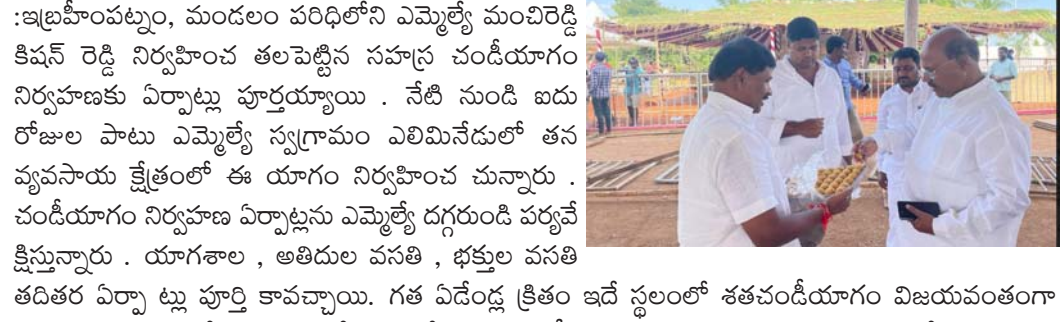 :ఇబ్రహీంపట్నం, మండలం పరిధిలోని ఎమ్మెల్యే మంచిరెడ్డి
కిషన్ రెడ్డి నిర్వహించ తలపెట్టిన సహస్ర చండీయాగం
నిర్వహణకు ఏర్పాట్లు పూర్తయ్యాయి . నేటి నుండి ఐదు
రోజుల పాటు ఎమ్మెల్యే స్వగ్రామం ఎలిమినేడులో తన
వ్యవసాయ క్షేత్రంలో ఈ యాగం నిర్వహించ చున్నారు .
చండీయాగం నిర్వహణ ఏర్పాట్లను ఎమ్మెల్యే దగ్గరుండి పర్యవే
క్షిస్తున్నారు . యాగశాల , అతిదుల వసతి , భక్తుల వసతి
తదితర ఏర్పా ట్లు పూర్తి కావచ్చాయి. గత ఏడేండ్ల క్రితం ఇదే స్థలంలో శతచండీయాగం విజయవంతంగా